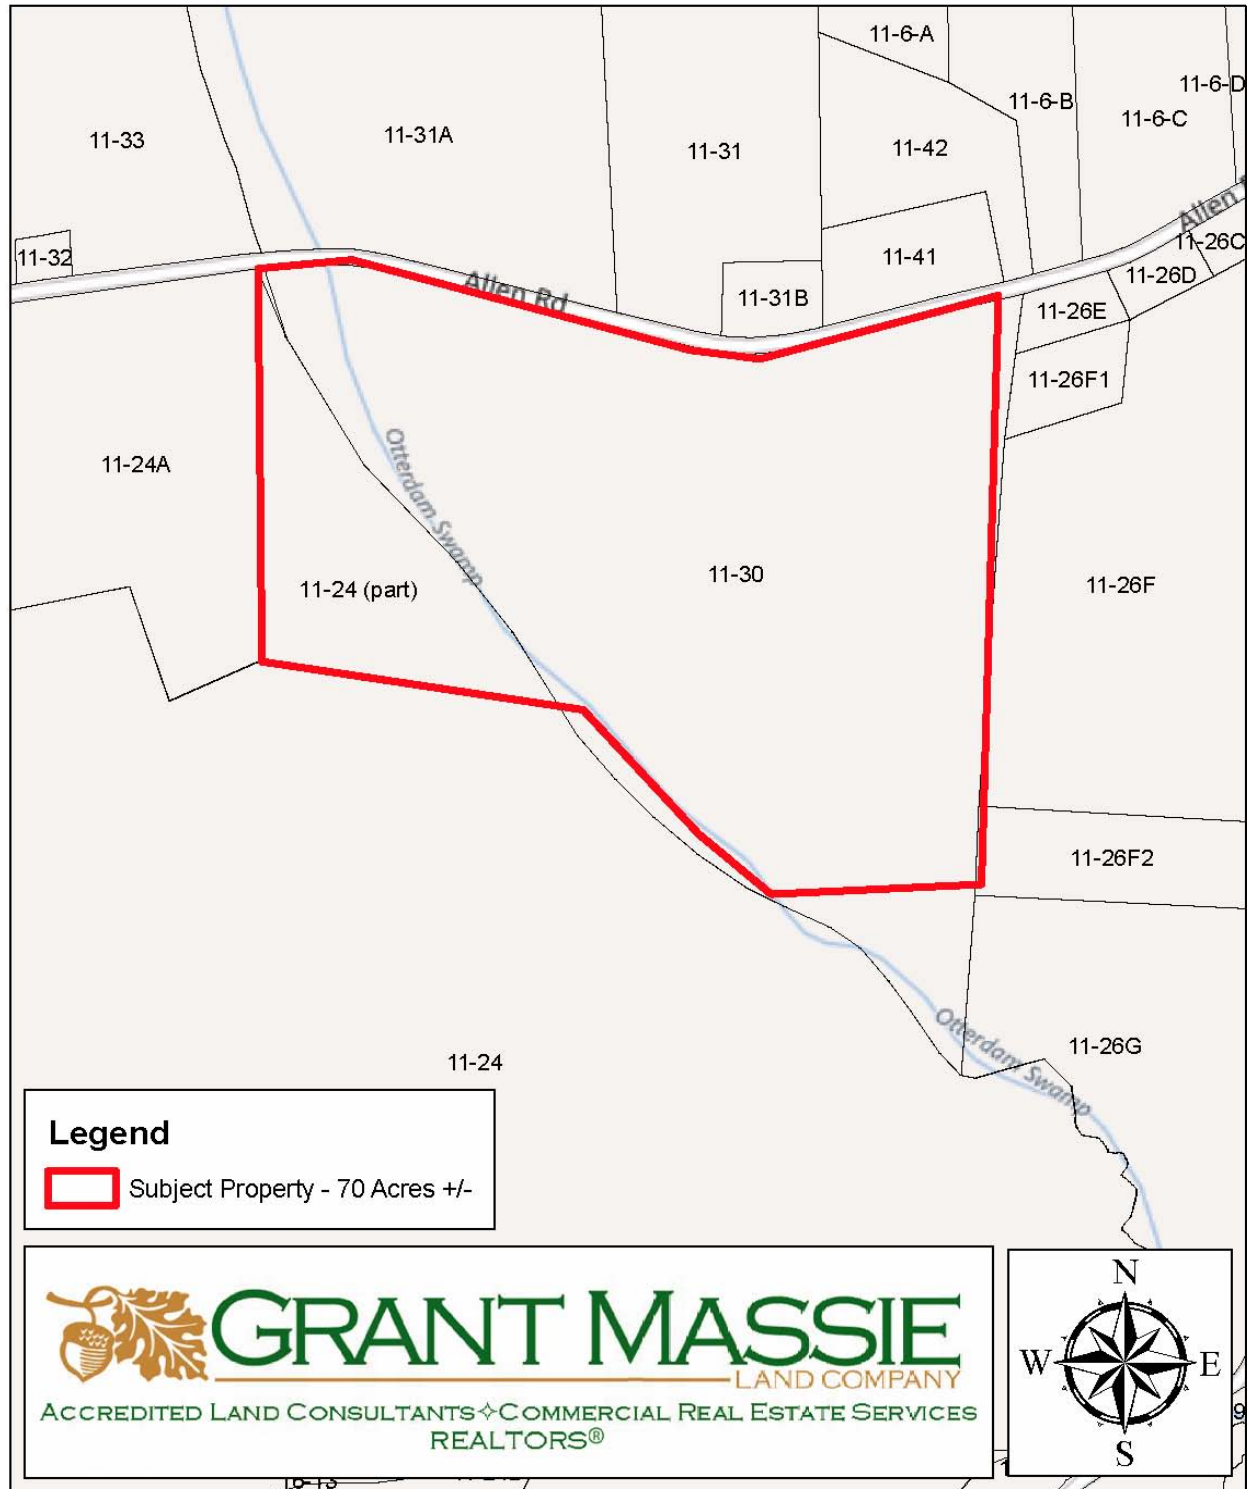 11-6-A
11-6-D
11-6-B
11-6-C
11-33
11-31A
11-31
11-42
Allen
11-26C
11-32
11-41
11-26D
Allen Rd
11-31B
11-26E
11-26F1
Otterdam Swamp
11-24A
11-30
11-24 (part)
11-26F
11-26F2
Otterdam Swamp
11-26G
11-24
Legend
Subject Property - 70 Acres +/-
GRANT MASSIE
LAND COMPANY
ACCREDITED LAND CONSULTANTS✧COMMERCIAL REAL ESTATE SERVICES
REALTORS®
N
W E
S
9